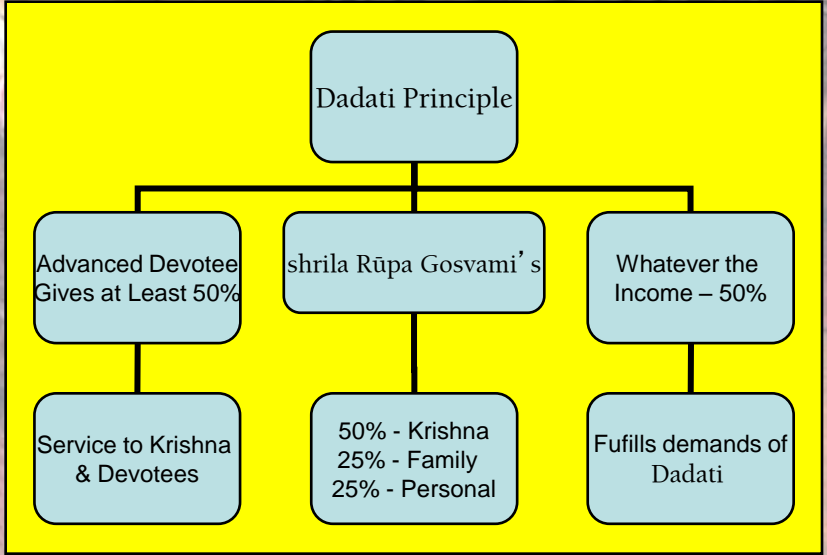 Dadati Principle
Advanced Devotee
Gives at Least 50%
shrila Rūpa Gosvami’s
Whatever the
Income – 50%
Service to Krishna
& Devotees
50% - Krishna
25% - Family
25% - Personal
Fufills demands of
Dadati